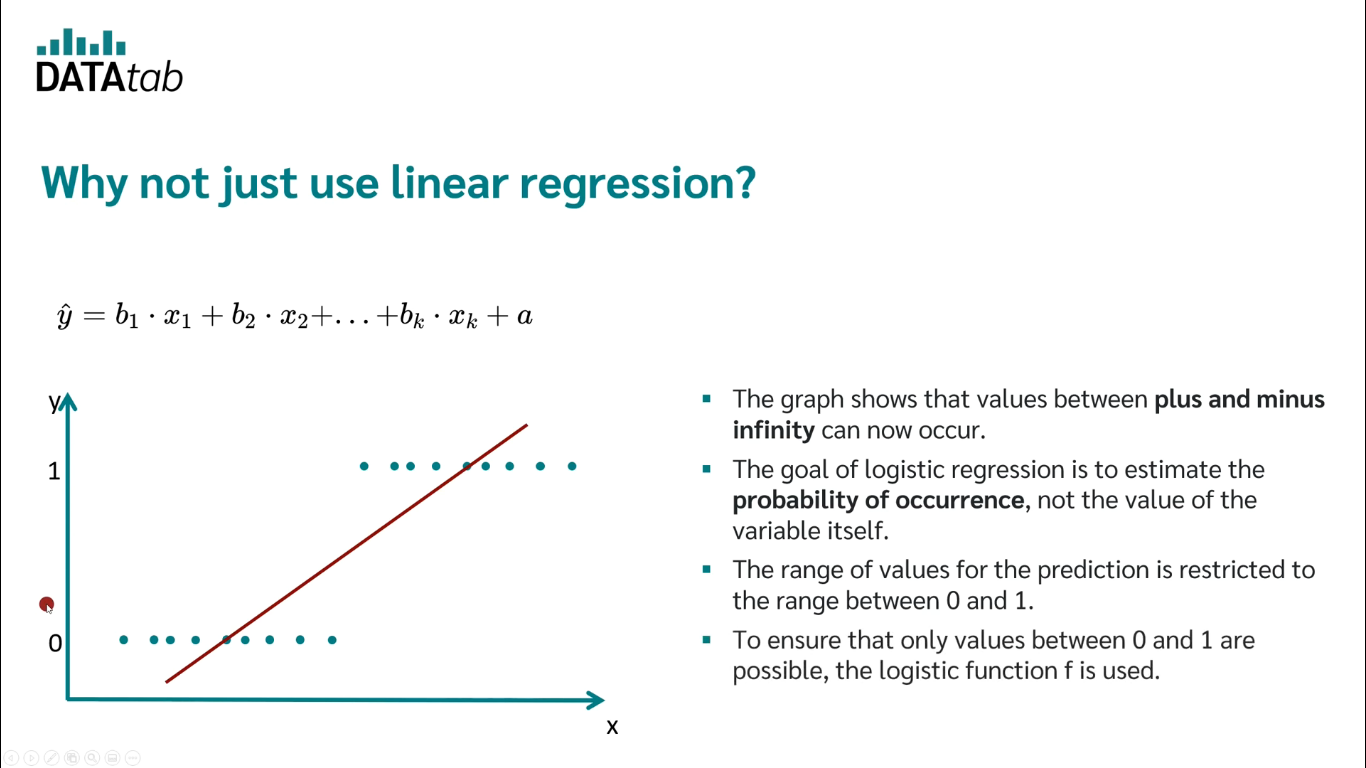 DATAtab
Why not just use linear regression?
ŷ = b₁ · x₁ + b₂ · x₂+. . . +bₖ · xₖ + a
y
1
0
x
▪ The graph shows that values between plus and minus
infinity can now occur.
▪ The goal of logistic regression is to estimate the
probability of occurrence, not the value of the
variable itself.
▪ The range of values for the prediction is restricted to
the range between 0 and 1.
▪ To ensure that only values between 0 and 1 are
possible, the logistic function f is used.